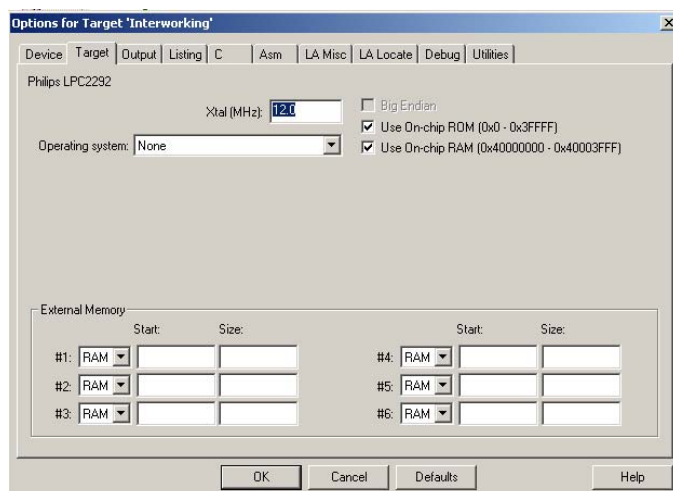 Options for Target 'Interworking'
Device Target Output Listing C Asm LA Misc LA Locate Debug Utilities
Philips LPC2292
Xtal (MHz): 12.0
Big Endian
Use On-chip ROM (0x0 - 0x3FFFF)
Operating system: None
Use On-chip RAM (0x40000000 - 0x40003FFF)
External Memory
Start: Size: Start: Size:
#1: RAM #4: RAM
#2: RAM #5: RAM
#3: RAM #6: RAM
OK Cancel Defaults Help